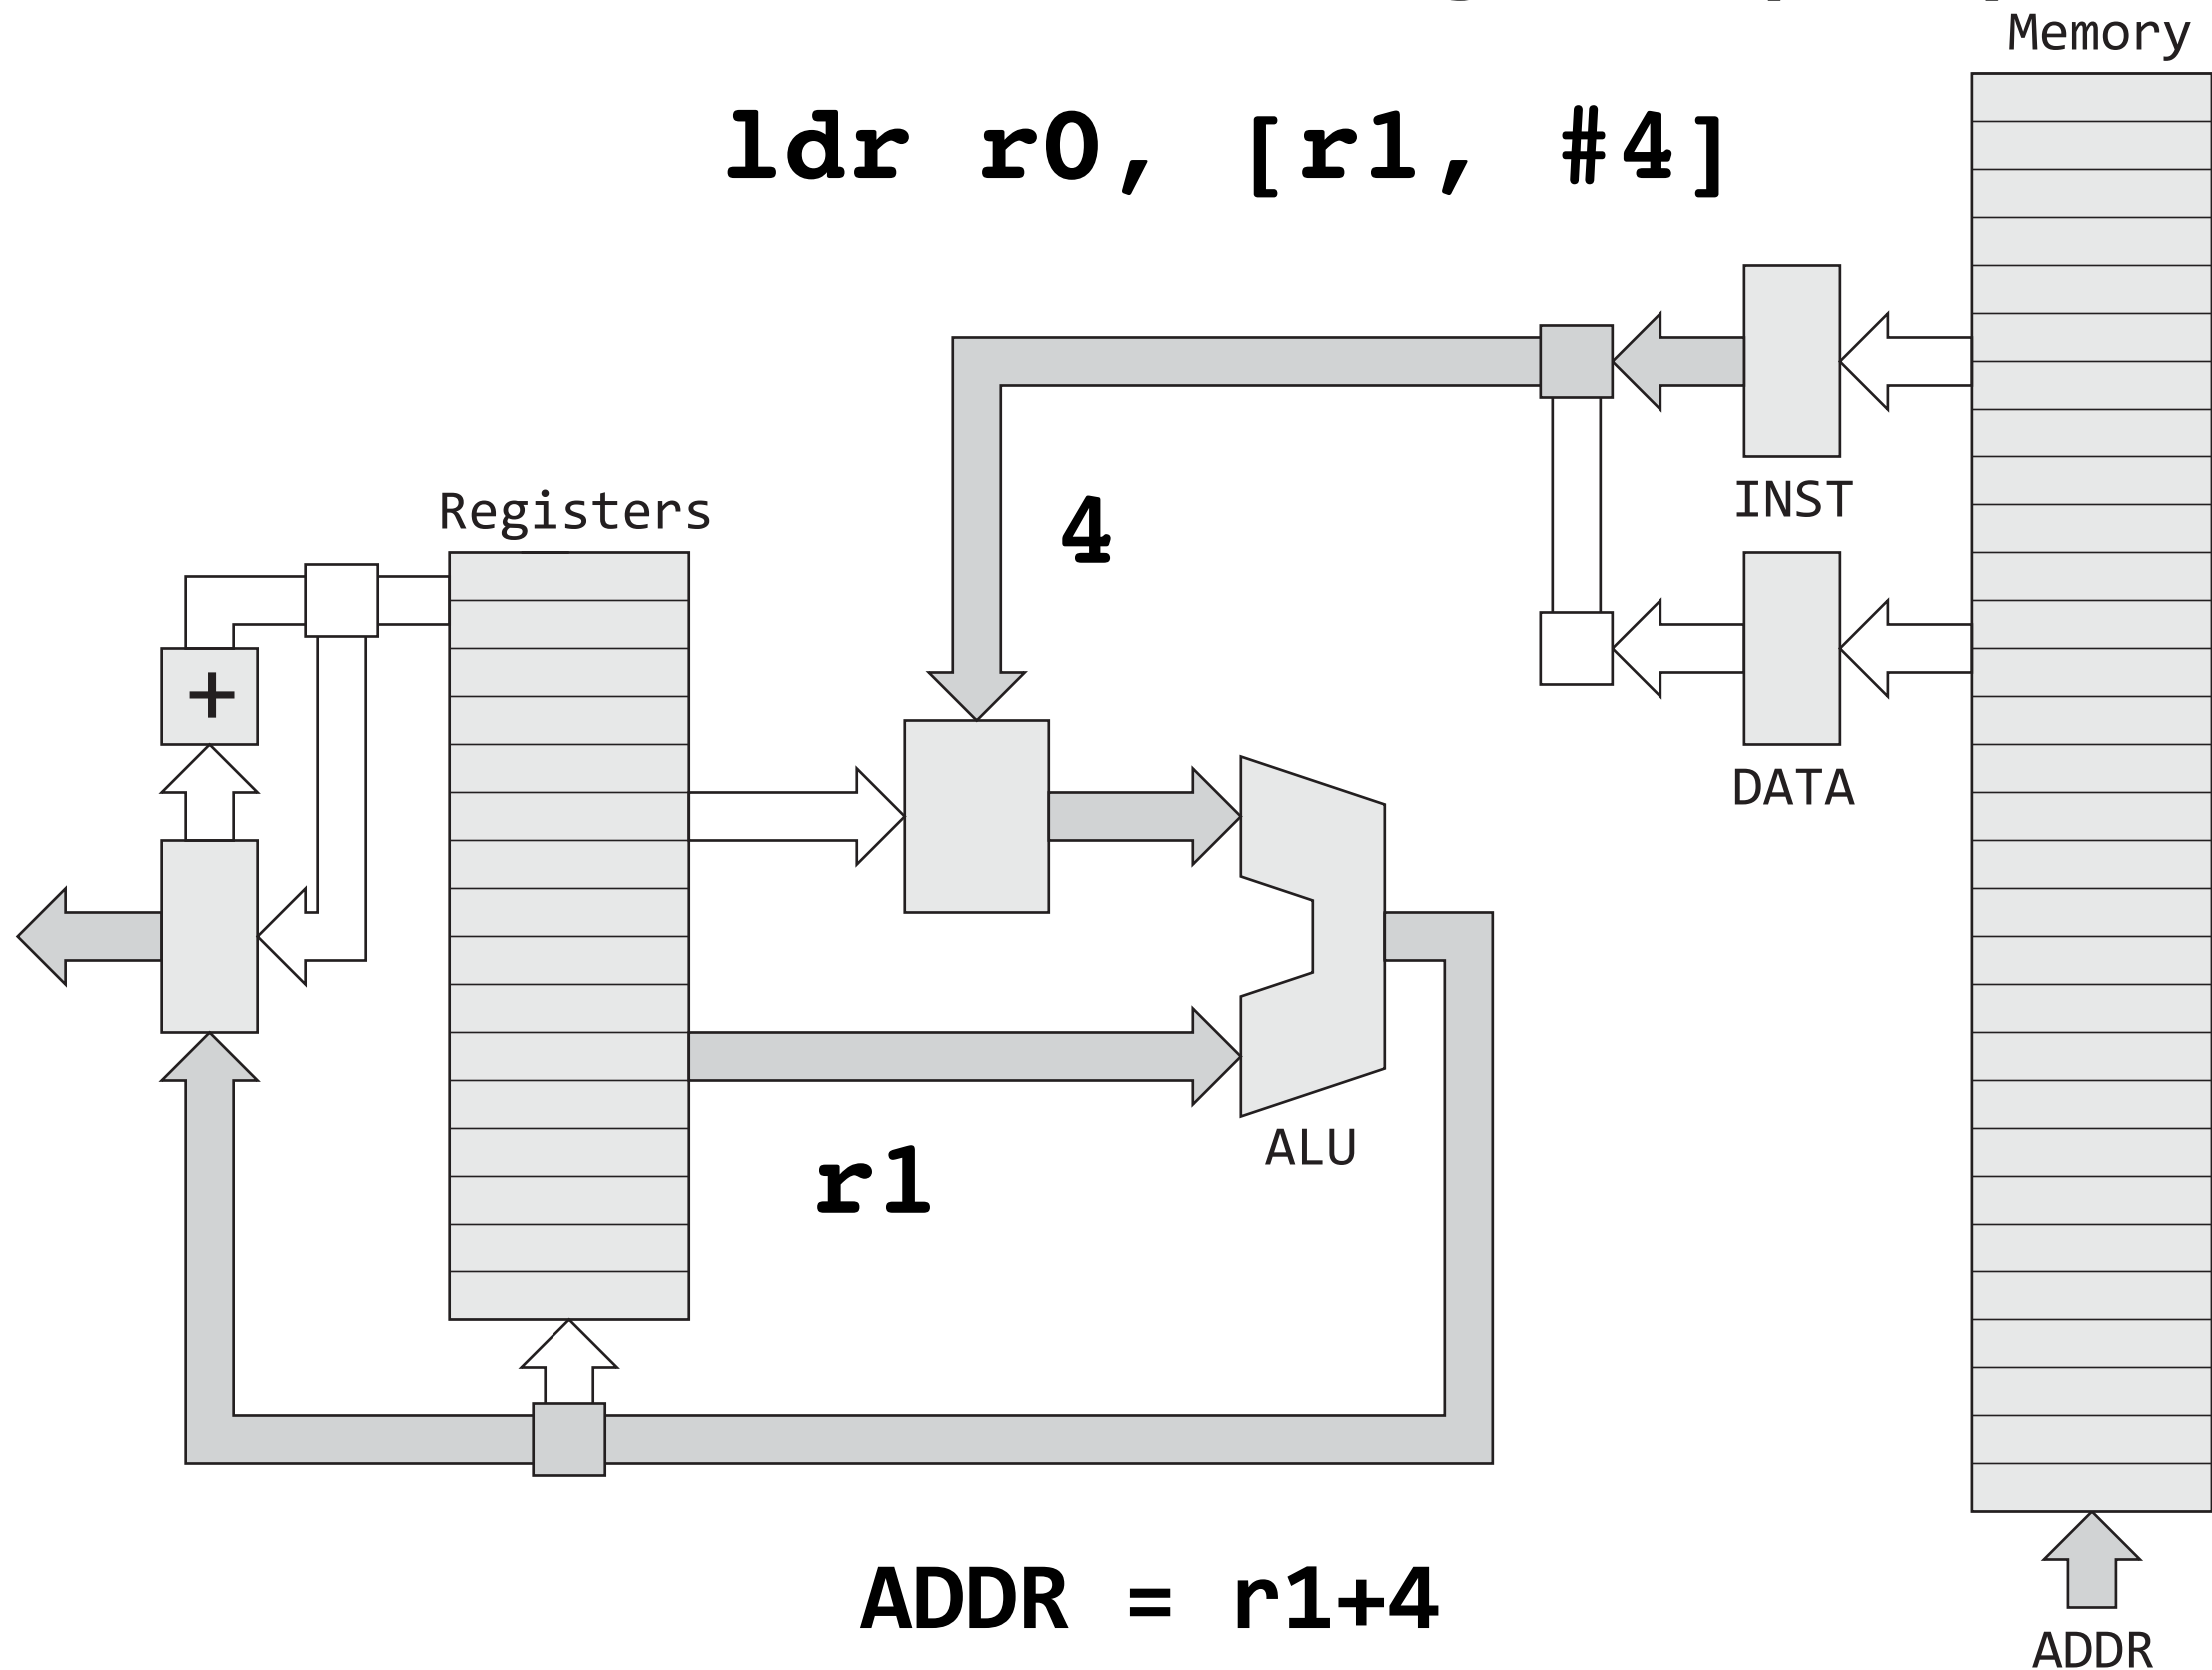 Memory
ldr r0, [r1, #4]
INST
Registers
4
+
DATA
ALU
r1
ADDR = r1+4
ADDR